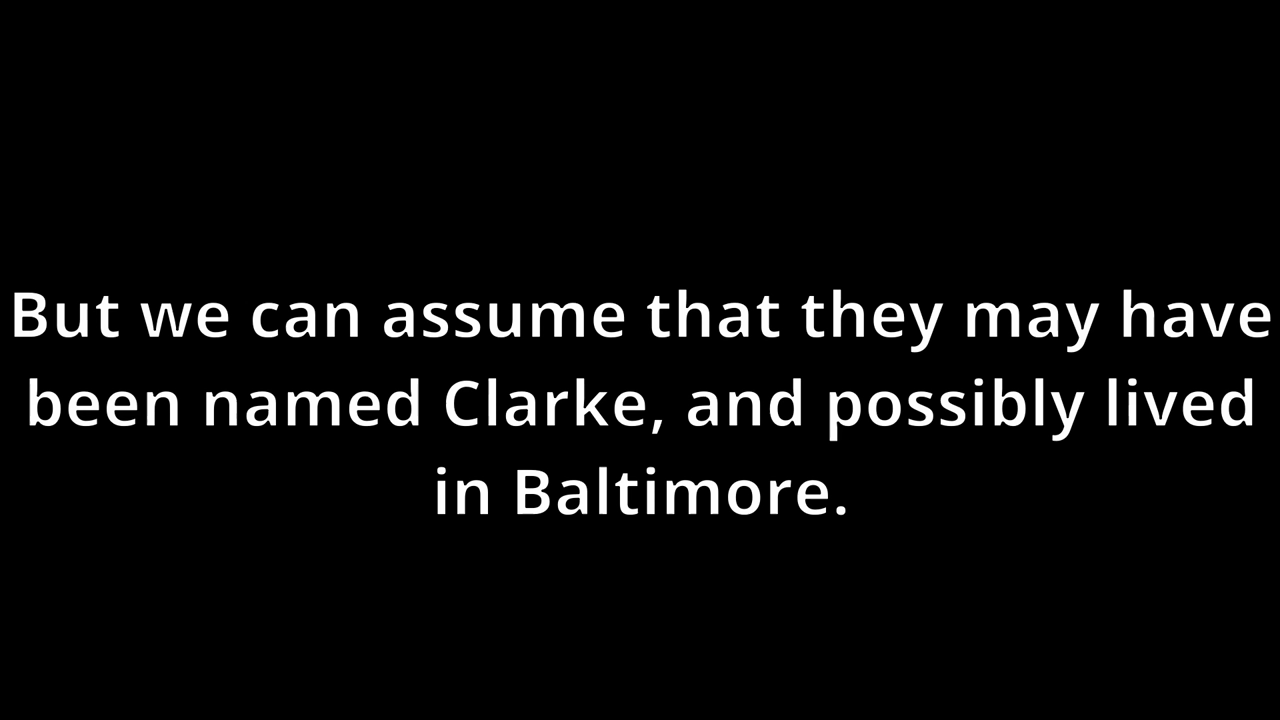 But we can assume that they may have
been named Clarke, and possibly lived
in Baltimore.